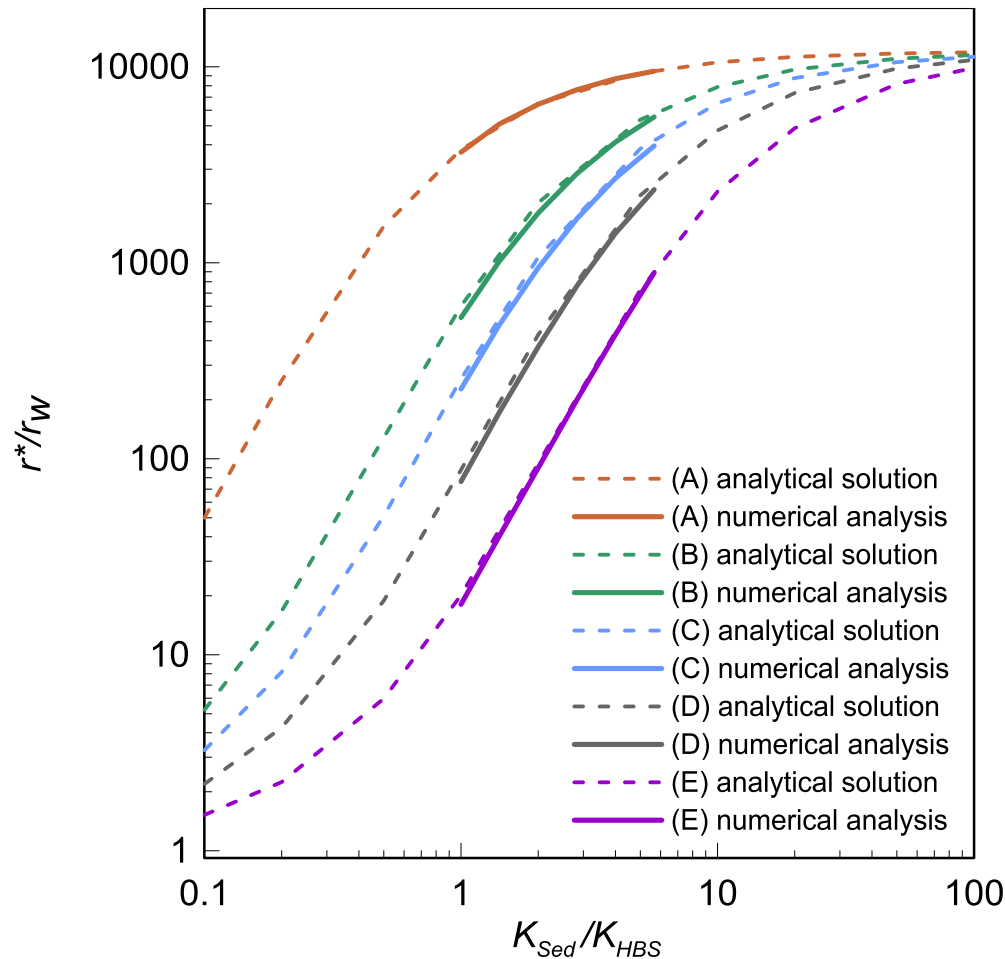 10000
1000
100
10
1
r*/rw
(A) analytical solution
(A) numerical analysis
(B) analytical solution
(B) numerical analysis
(C) analytical solution
(C) numerical analysis
(D) analytical solution
(D) numerical analysis
(E) analytical solution
(E) numerical analysis
0.1 1 10 100
KSed/KHBS